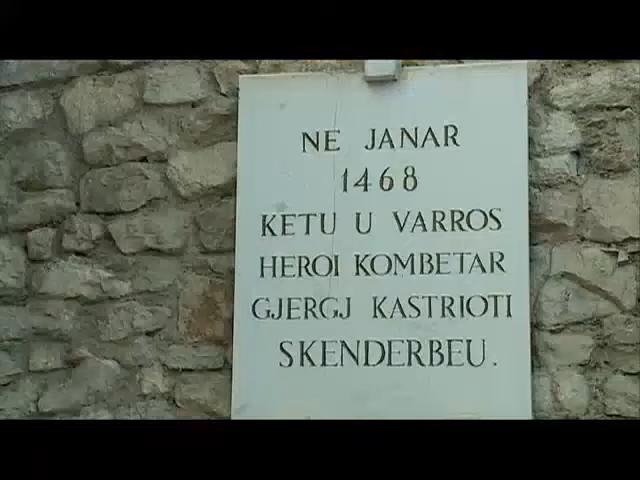 NE JANAR
1468
KETU U VARROS
HEROI KOMBETAR
GJERGJ KASTRIOTI
SKENDERBEU.